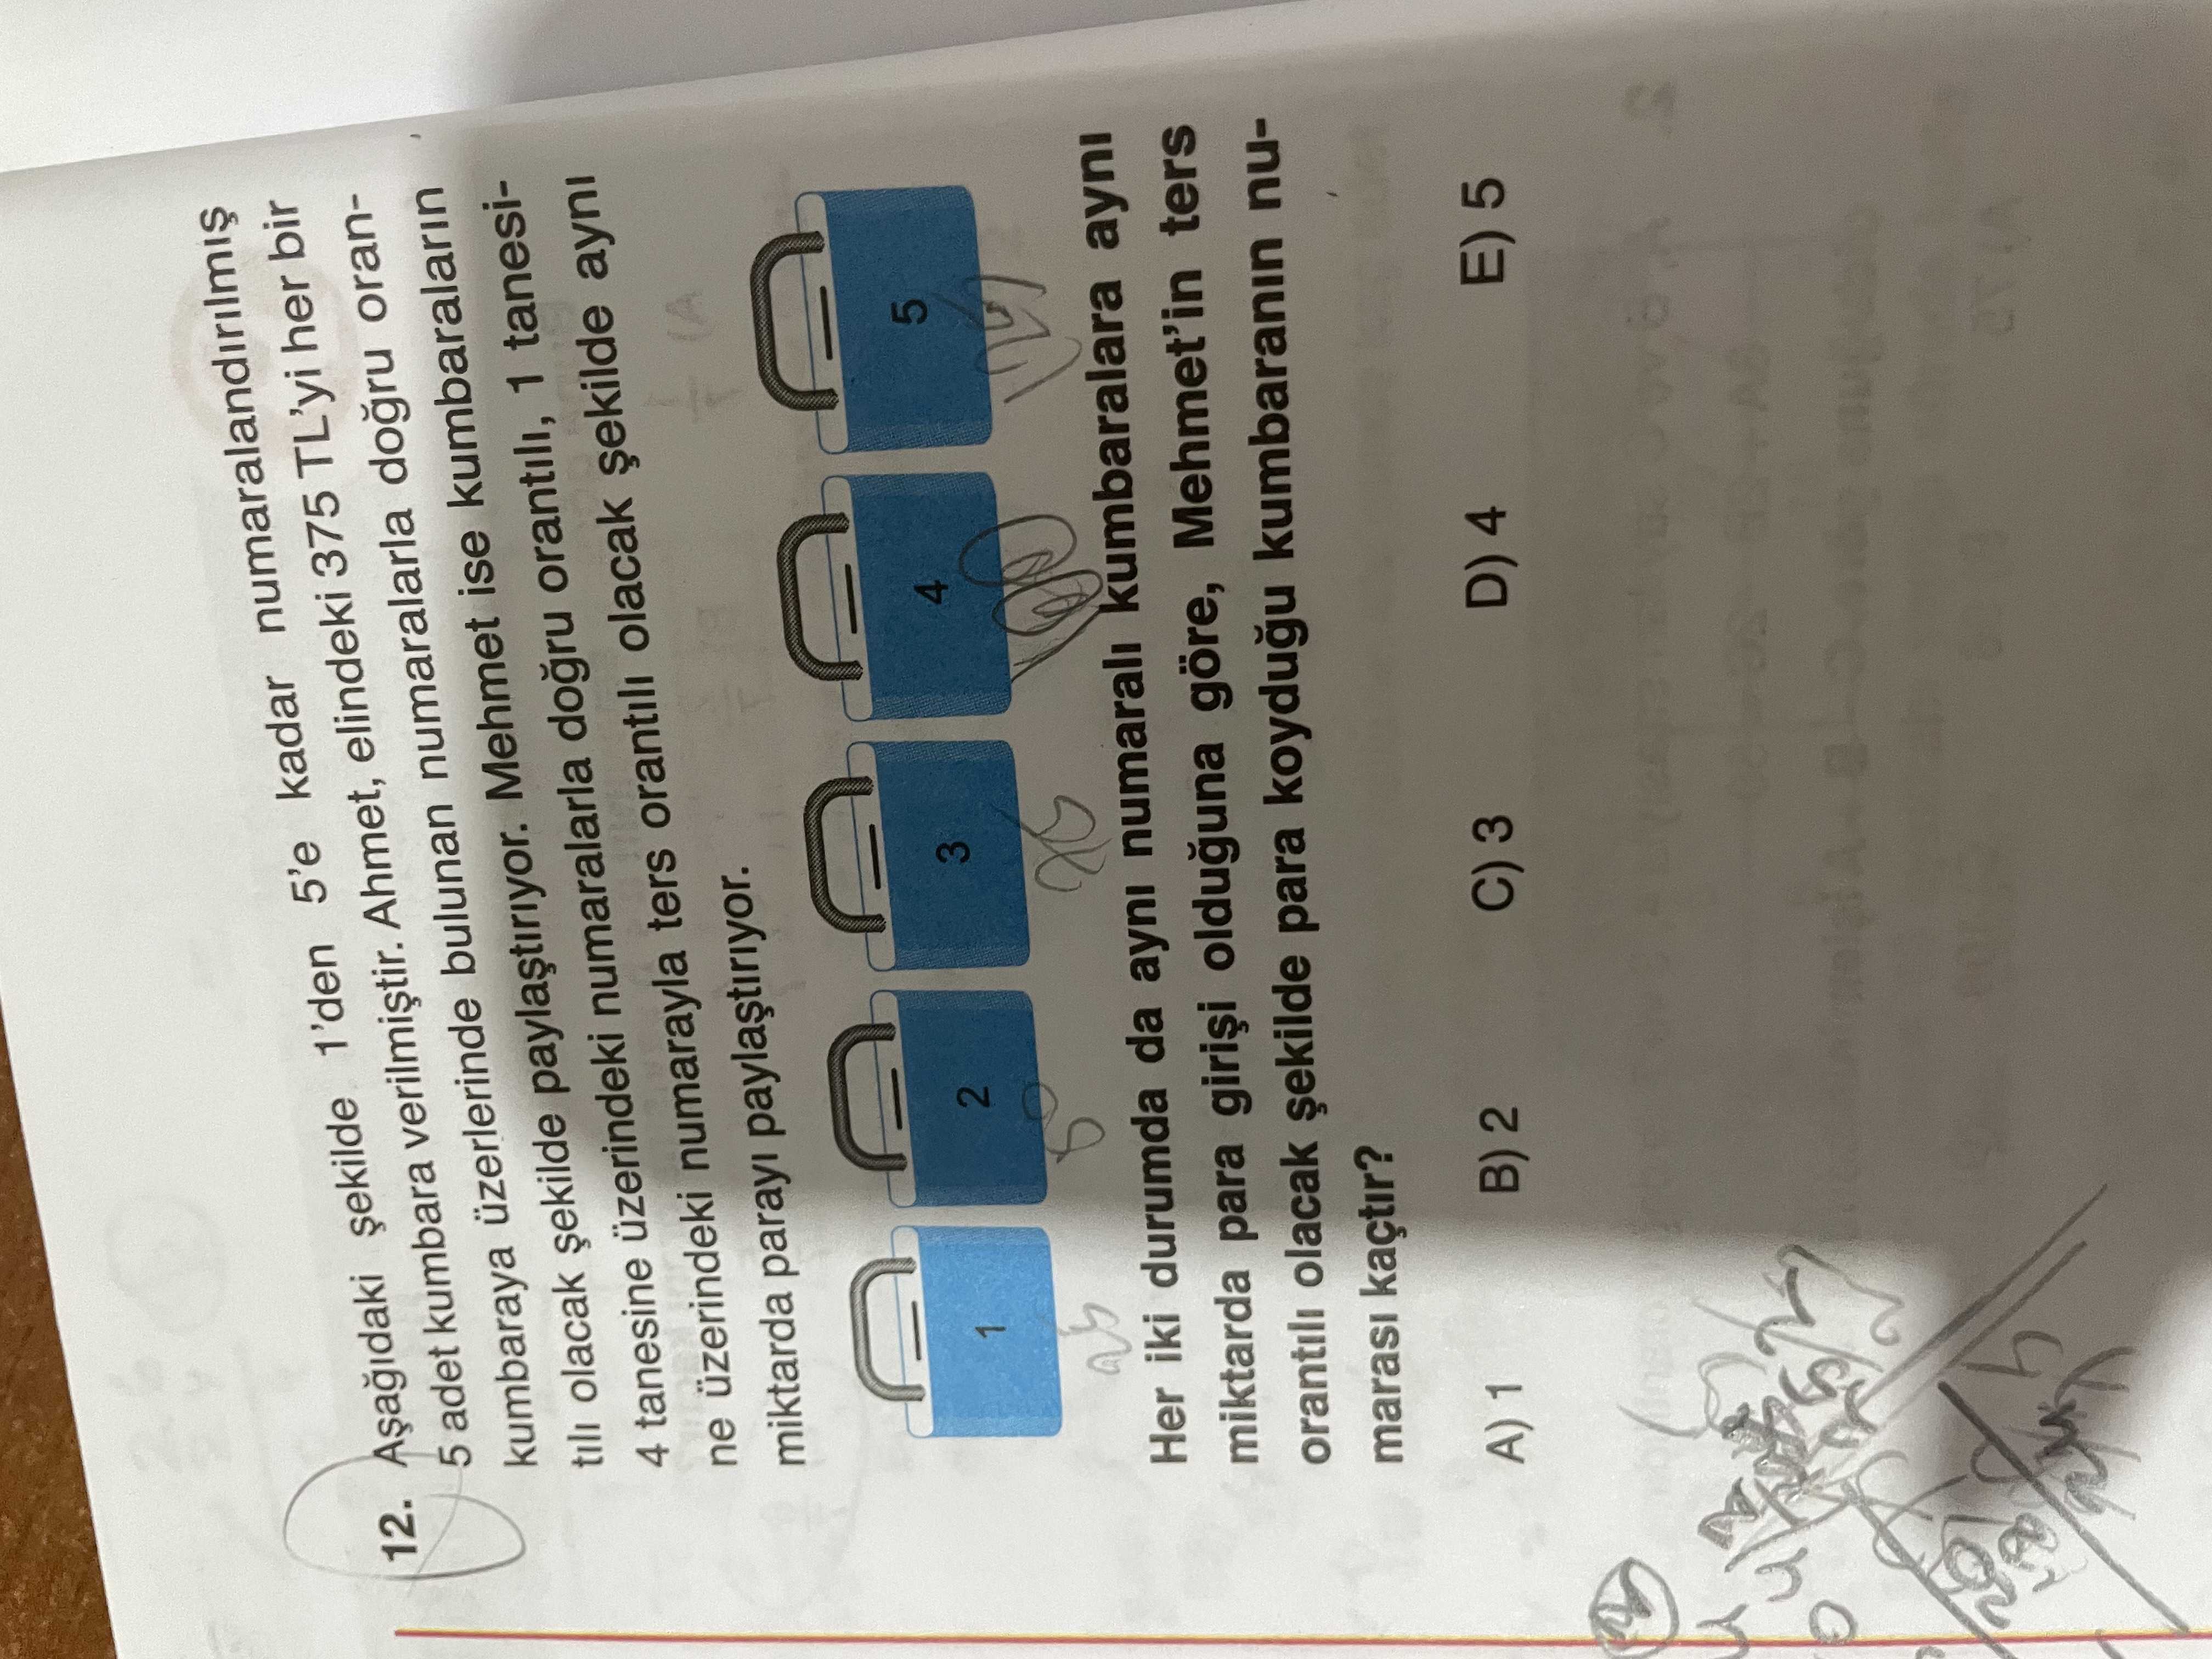 12. Aşağıdaki şekilde 1'den 5'e kadar numaralandırılmış
5 adet kumbara verilmiştir. Ahmet, elindeki 375 TL'yi her bir
kumbaraya üzerlerinde bulunan numaralarla doğru oran-
tılı olacak şekilde paylaştırıyor. Mehmet ise kumbaraların
4 tanesine üzerindeki numaralarla doğru orantılı, 1 tanesi-
ne üzerindeki numarayla ters orantılı olacak şekilde aynı
miktarda parayı paylaştırıyor.
1 2 3 4 5
Her iki durumda da aynı numaralı kumbaralara aynı
miktarda para girişi olduğuna göre, Mehmet'in ters
orantılı olacak şekilde para koyduğu kumbaranın nu-
marası kaçtır?
A) 1 B) 2 C) 3 D) 4 E) 5